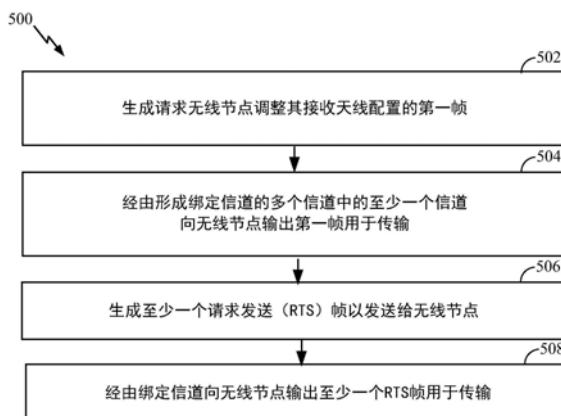 500
502
生成请求无线节点调整其接收天线配置的第一帧
504
经由形成绑定信道的多个信道中的至少一个信道
向无线节点输出第一帧用于传输
506
生成至少一个请求发送（RTS）帧以发送给无线节点
508
经由绑定信道向无线节点输出至少一个RTS帧用于传输